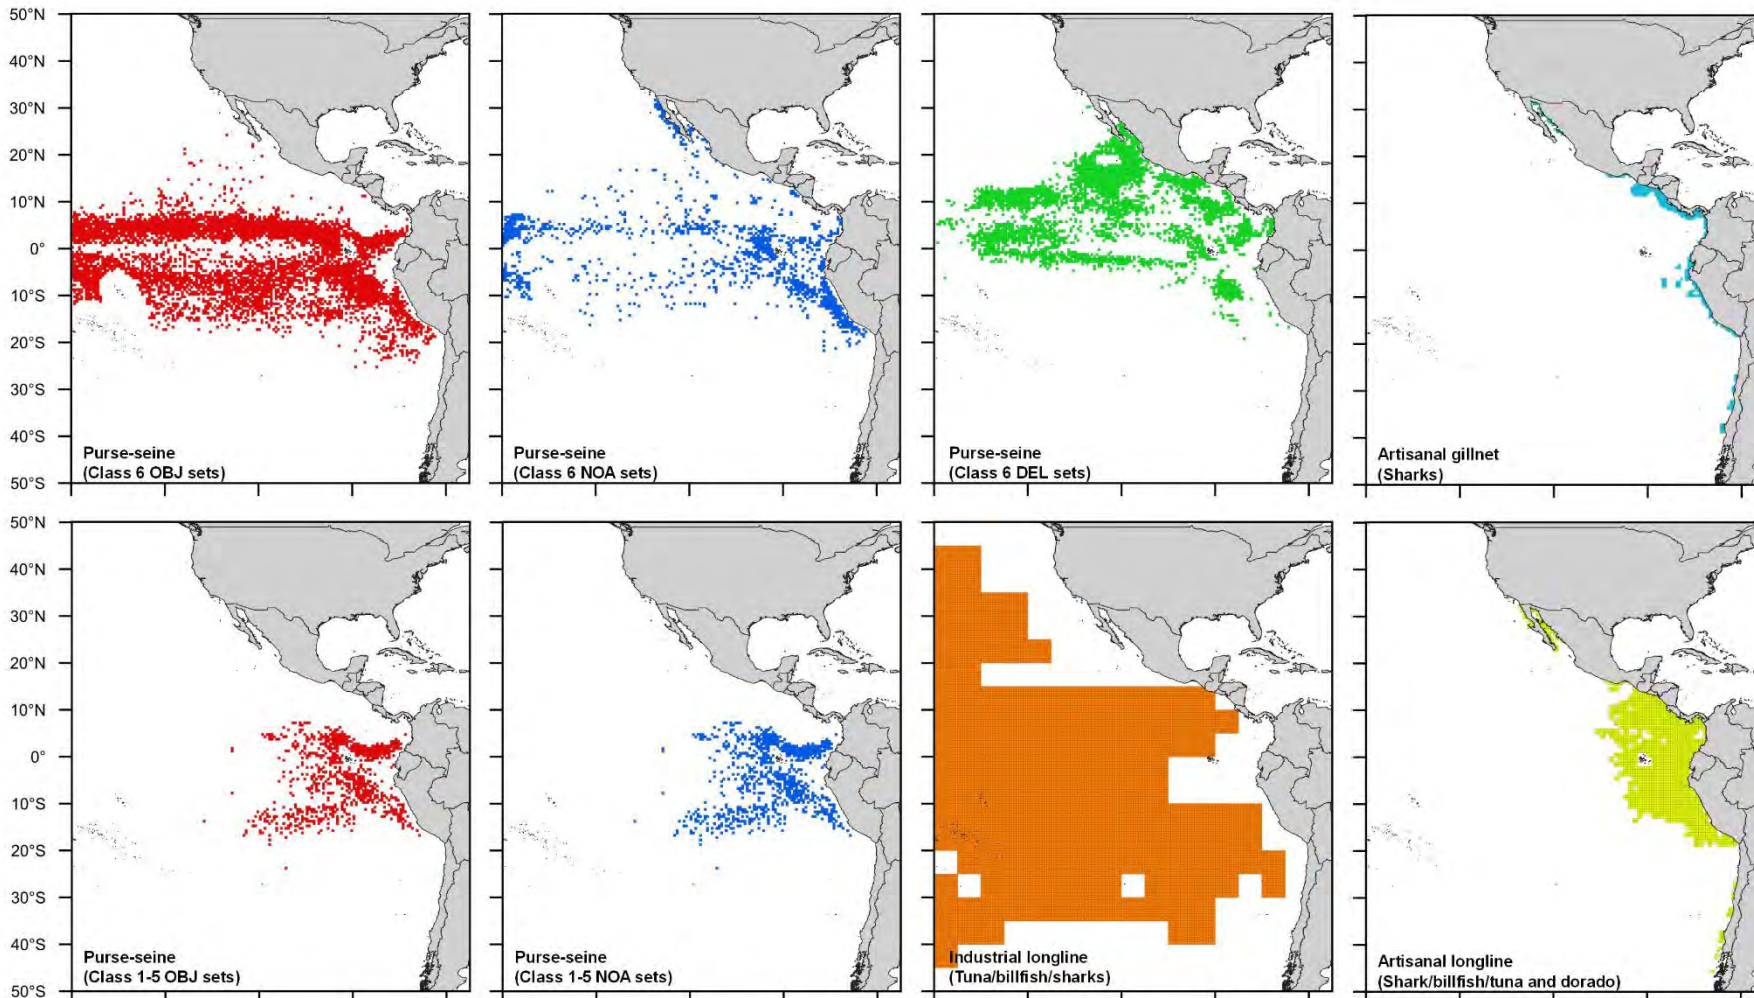 50°N
40°N
30°N
20°N
10°N
0°
10°S
20°S
30°S
40°S
50°S
Purse-seine
(Class 6 OBJ sets)
Purse-seine
(Class 6 NOA sets)
Purse-seine
(Class 6 DEL sets)
Artisanal gillnet
(Sharks)
50°N
40°N
30°N
20°N
10°N
0°
10°S
20°S
30°S
40°S
50°S
Purse-seine
(Class 1-5 OBJ sets)
Purse-seine
(Class 1-5 NOA sets)
Industrial longline
(Tuna/billfish/sharks)
Artisanal longline
(Shark/billfish/tuna and dorado)